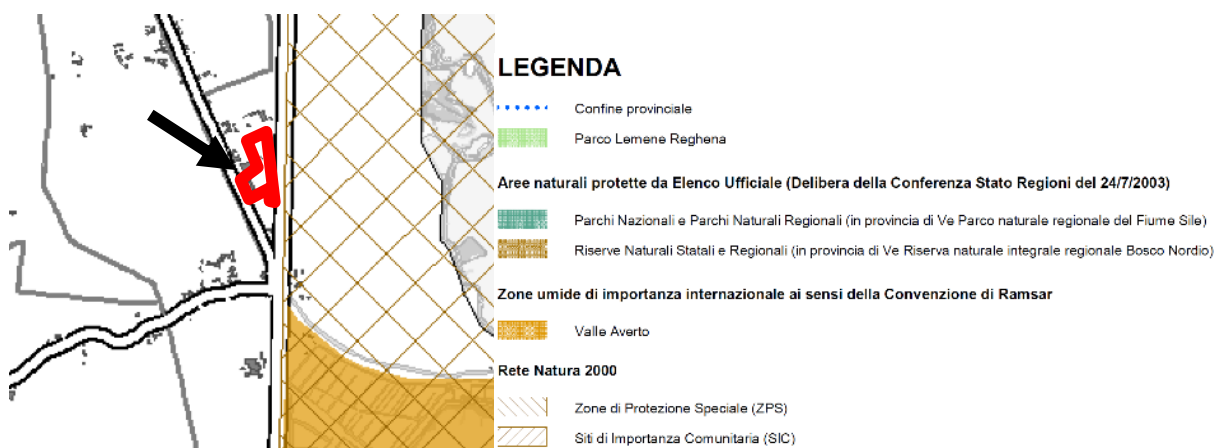 LEGENDA
Confine provinciale
Parco Lemene Reghena
Aree naturali protette da Elenco Ufficiale (Delibera della Conferenza Stato Regioni del 24/7/2003)
Parchi Nazionali e Parchi Naturali Regionali (in provincia di Ve Parco naturale regionale del Fiume Sile)
Riserve Naturali Statali e Regionali (in provincia di Ve Riserva naturale integrale regionale Bosco Nordio)
Zone umide di importanza internazionale ai sensi della Convenzione di Ramsar
Valle Averto
Rete Natura 2000
Zone di Protezione Speciale (ZPS)
Siti di Importanza Comunitaria (SIC)